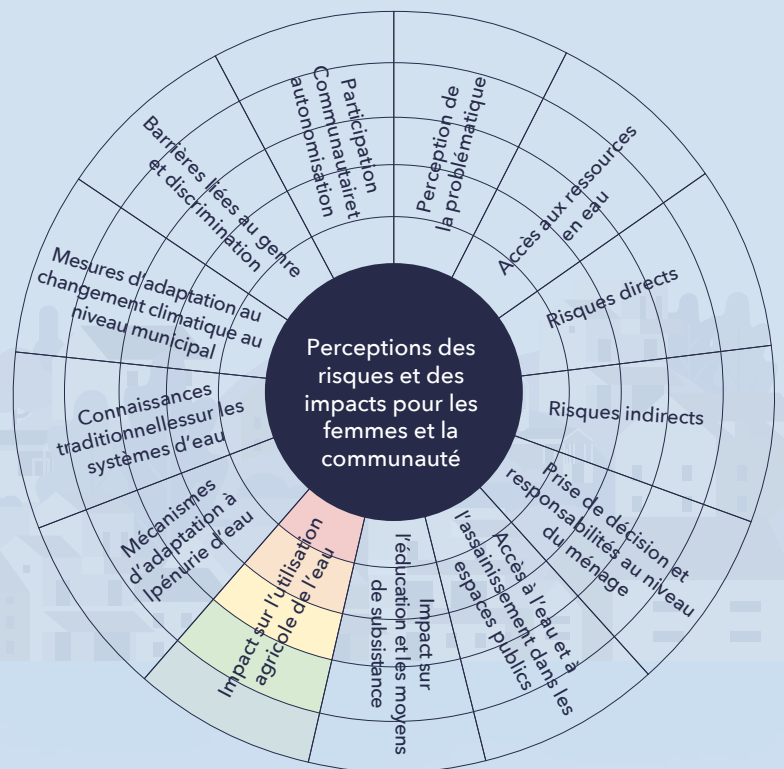 Perceptions des
risques et des
impacts pour les
femmes et la
communauté
Perception de
la problématique
Accès aux ressources
en eau
Risques directs
Risques indirects
Prise de décision et
responsabilités au niveau
du ménage
Accès à l'eau et à
l'assainissement dans les
espaces publics
Impact sur
l'éducation et les moyens
de subsistance
Impact sur l'utilisation
agricole de l'eau
Mécanismes
d'adaptation à
lpénurie d'eau
Connaissances
traditionnellessur les
systèmes d'eau
Mesures d'adaptation au
changement climatique au
niveau municipal
Barrières liées au genre
et discrimination
Participation
Communautairet
autonomisation